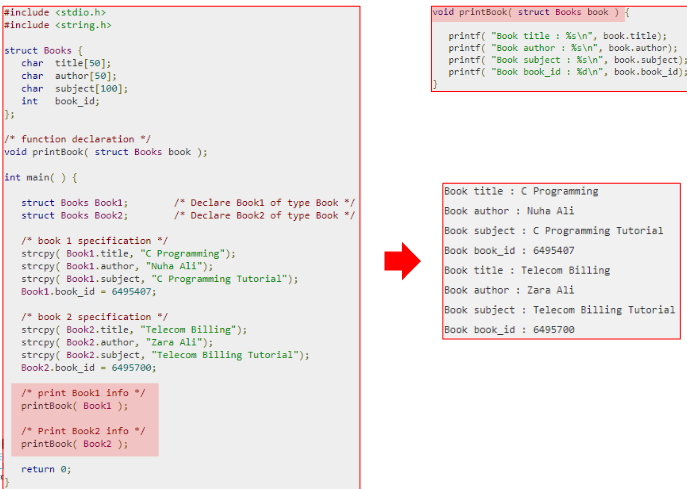 #include <stdio.h>
#include <string.h>
struct Books {
char title[50];
char author[50];
char subject[100];
int book_id;
};
/* function declaration */
void printBook( struct Books book );
int main( ) {
struct Books Book1; /* Declare Book1 of type Book */
struct Books Book2; /* Declare Book2 of type Book */
/* book 1 specification */
strcpy( Book1.title, "C Programming");
strcpy( Book1.author, "Nuha Ali");
strcpy( Book1.subject, "C Programming Tutorial");
Book1.book_id = 6495407;
/* book 2 specification */
strcpy( Book2.title, "Telecom Billing");
strcpy( Book2.author, "Zara Ali");
strcpy( Book2.subject, "Telecom Billing Tutorial");
Book2.book_id = 6495700;
/* print Book1 info */
printBook( Book1 );
/* Print Book2 info */
printBook( Book2 );
return 0;
}
void printBook( struct Books book ) {
printf( "Book title : %s\n", book.title);
printf( "Book author : %s\n", book.author);
printf( "Book subject : %s\n", book.subject);
printf( "Book book_id : %d\n", book.book_id);
}
Book title : C Programming
Book author : Nuha Ali
Book subject : C Programming Tutorial
Book book_id : 6495407
Book title : Telecom Billing
Book author : Zara Ali
Book subject : Telecom Billing Tutorial
Book book_id : 6495700